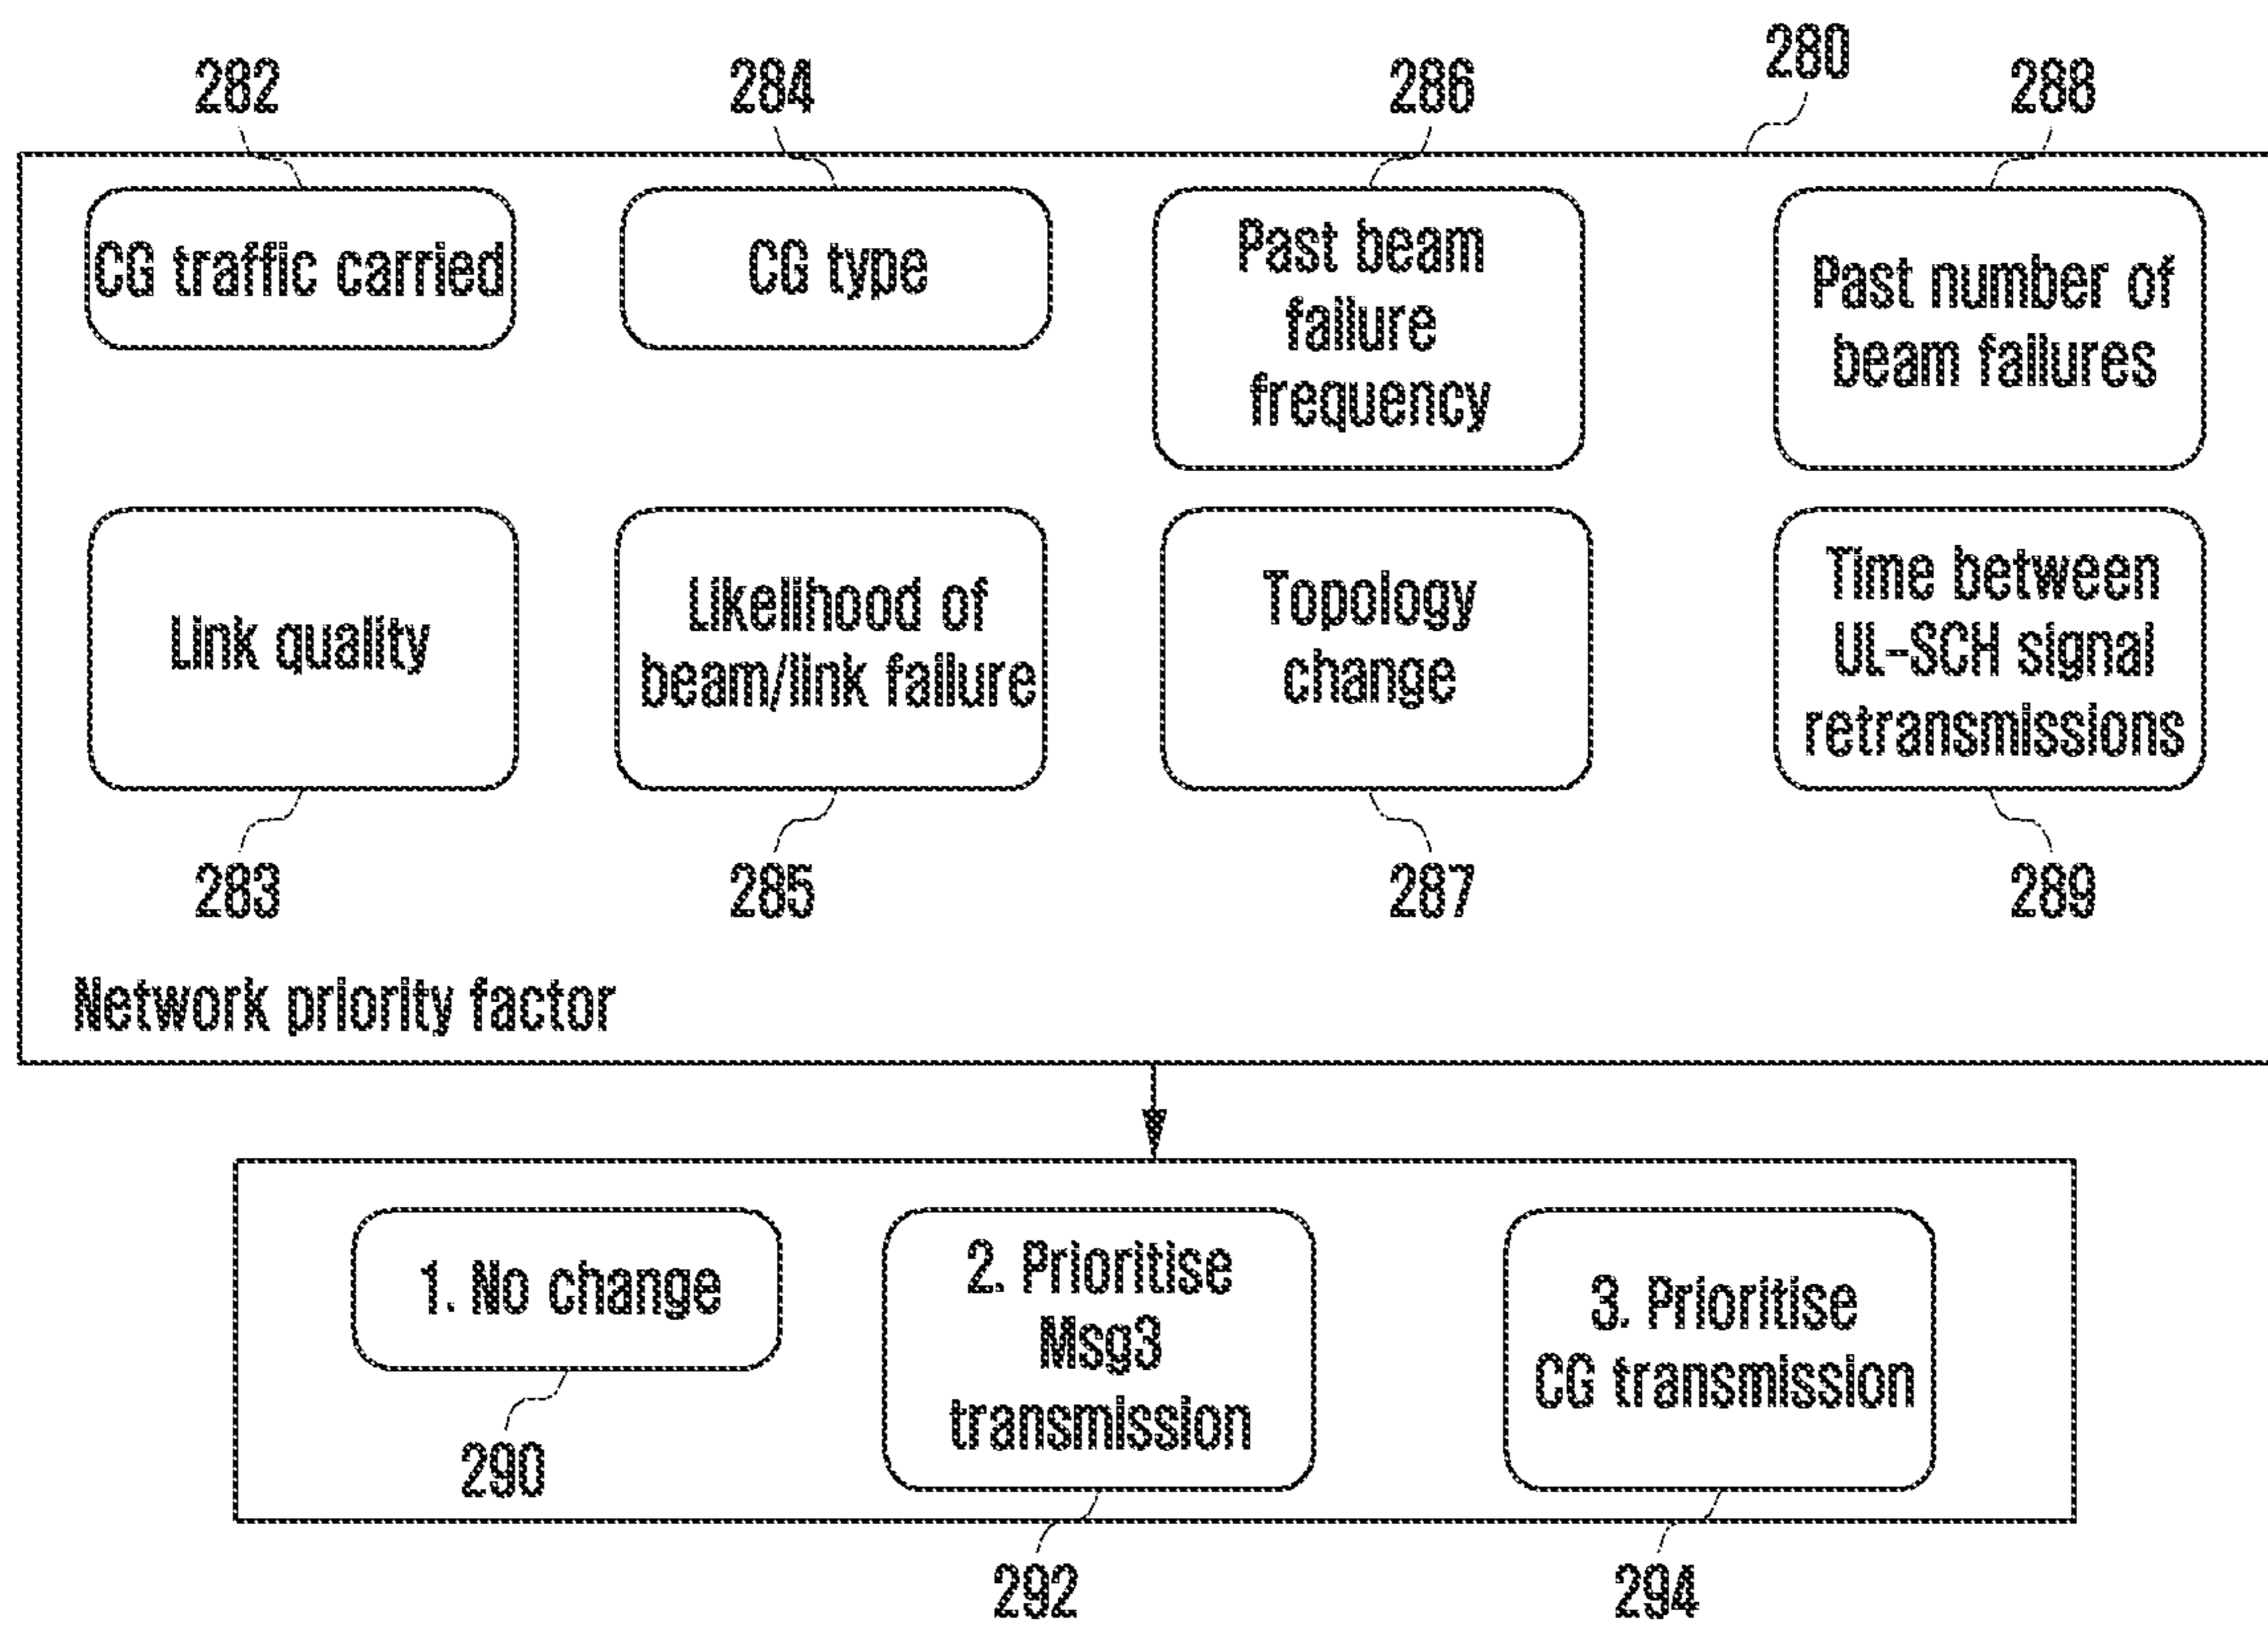 282
284
286
280
288
CG traffic carried
CG type
Past beam
failure
frequency
Past number of
beam failures
Link quality
Likelihood of
beam/link failure
Topology
change
Time between
UL-SCH signal
retransmissions
283
285
287
289
Network priority factor
1. No change
2. Prioritise
Msg3
transmission
3. Prioritise
CG transmission
290
292
294